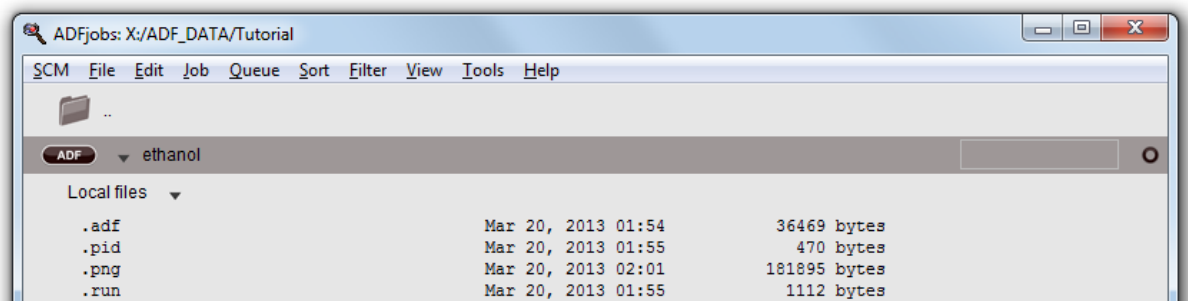 ADFjobs: X:/ADF_DATA/Tutorial
SCM File Edit Job Queue Sort Filter View Tools Help
..
ADF ethanol
Local files
.adf Mar 20, 2013 01:54 36469 bytes
.pid Mar 20, 2013 01:55 470 bytes
.png Mar 20, 2013 02:01 181895 bytes
.run Mar 20, 2013 01:55 1112 bytes